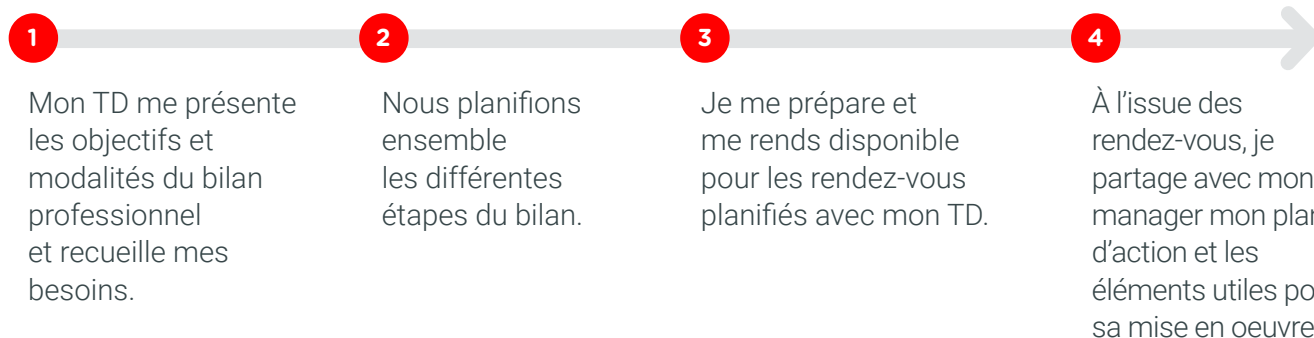 1
2
3
4
Mon TD me présente
les objectifs et
modalités du bilan
professionnel
et recueille mes
besoins.
Nous planifions
ensemble
les différentes
étapes du bilan.
Je me prépare et
me rends disponible
pour les rendez-vous
planifiés avec mon TD.
À l'issue des
rendez-vous, je
partage avec mon
manager mon
d'action et les
éléments utiles
sa mise en oeuvre